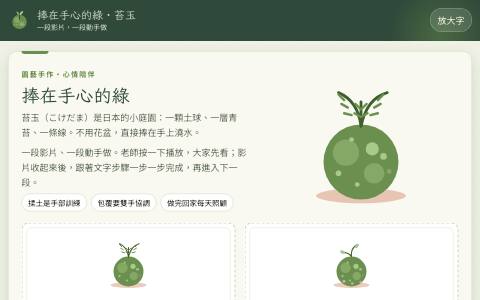 捧在手心的綠・苔玉
一段影片，一段動手做
放大字
園藝手作・心情陪伴
捧在手心的綠
苔玉（こけだま）是日本的小庭園：一顆土球、一層青
苔、一條線。不用花盆，直接捧在手上澆水。
一段影片、一段動手做。老師按一下播放，大家先看；影
片收起來後，跟著文字步驟一步一步完成，再進入下一
段。
揉土是手部訓練
包覆要雙手協調
做完回家每天照顧